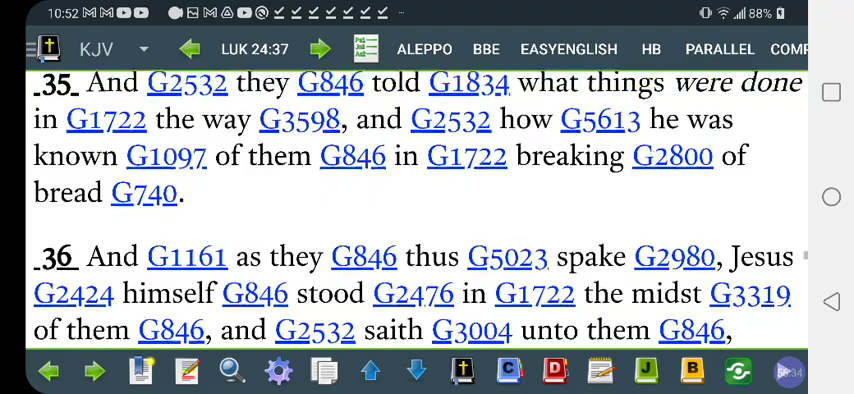 10:52 88%
KJV LUK 24:37 ALEPPO BBE EASYENGLISH HB PARALLEL COMP
35 And G2532 they G846 told G1834 what things were done
in G1722 the way G3598, and G2532 how G5613 he was
known G1097 of them G846 in G1722 breaking G2800 of
bread G740.
36 And G1161 as they G846 thus G5023 spake G2980, Jesus
G2424 himself G846 stood G2476 in G1722 the midst G3319
of them G846, and G2532 saith G3004 unto them G846,
C D J B 56:34